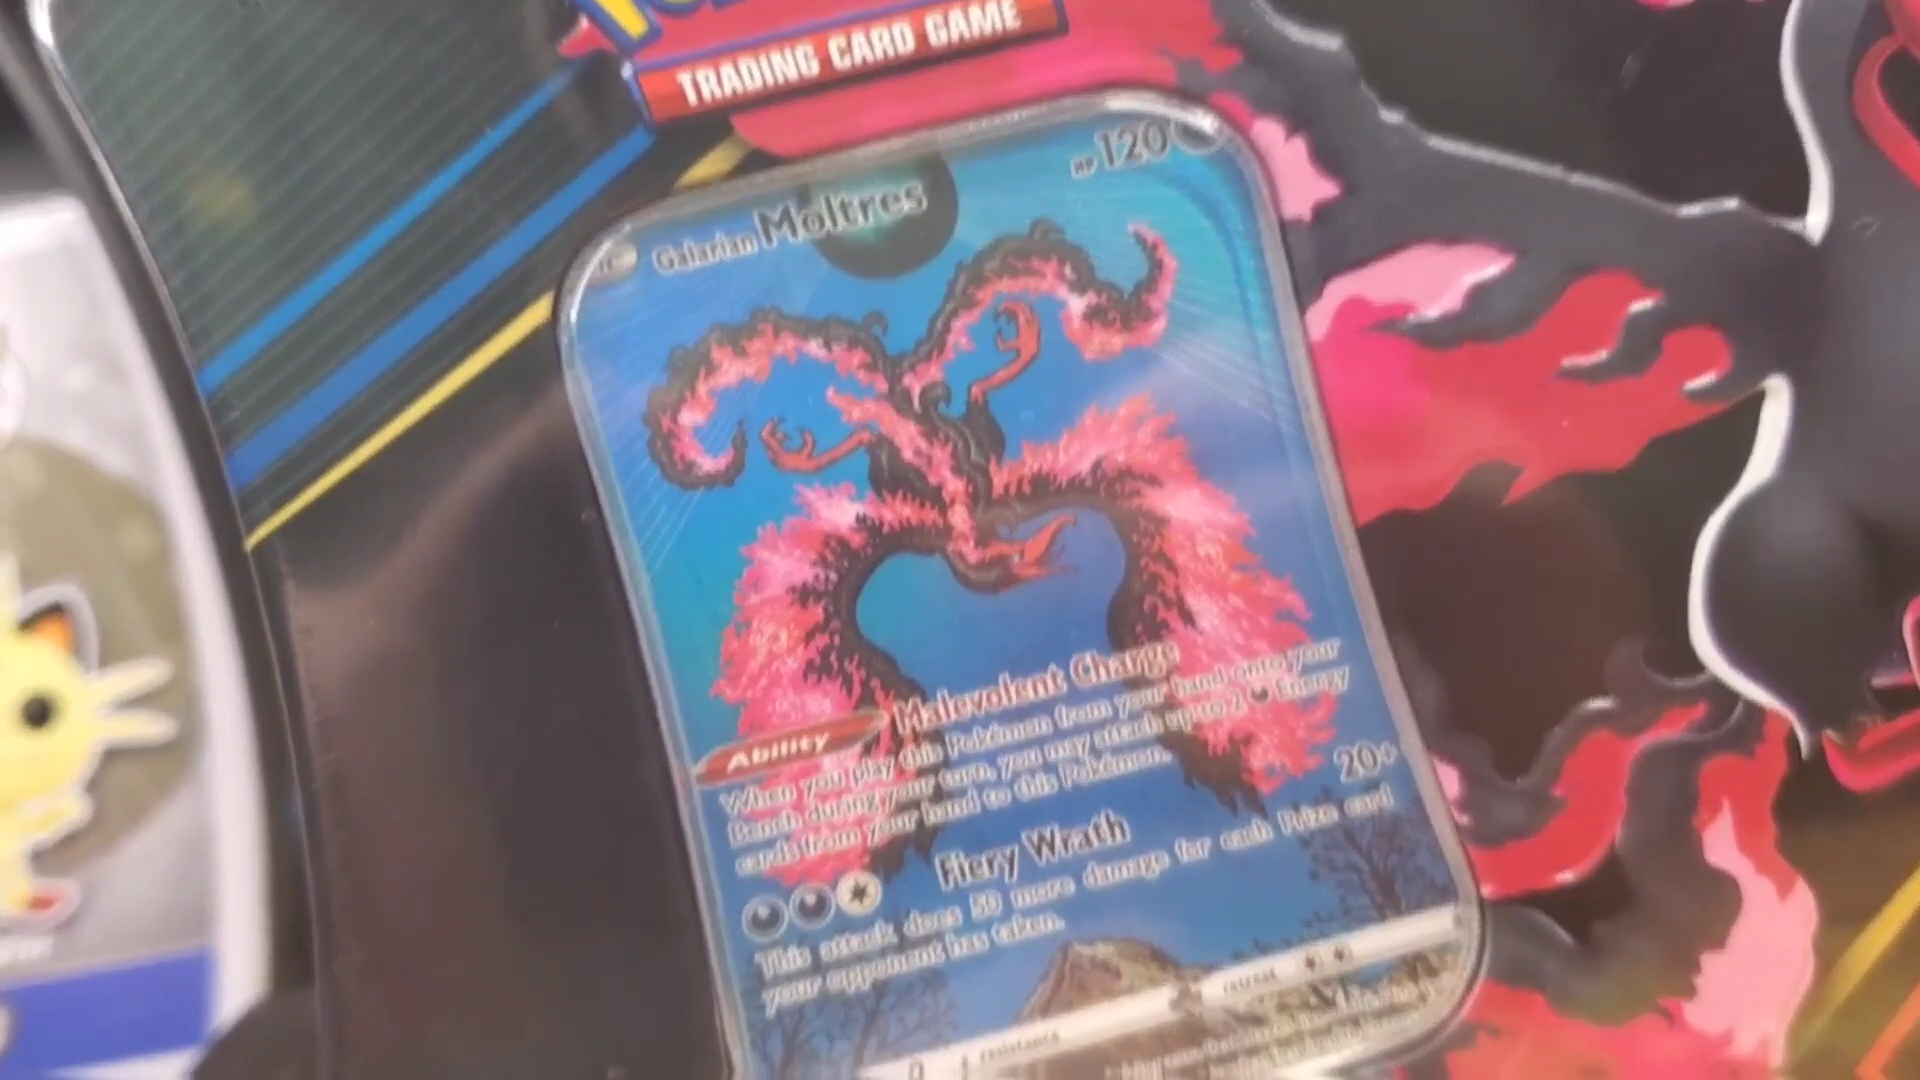 TRADING CARD GAME
HP 120
Galarian Moltres
Ability Malevolent Charge
When you play this Pokémon from your hand onto your
Bench during your turn, you may attach up to 2 Energy
cards from your hand to this Pokémon.
Fiery Wrath 20+
This attack does 50 more damage for each Prize card
your opponent has taken.
resistance
retreat